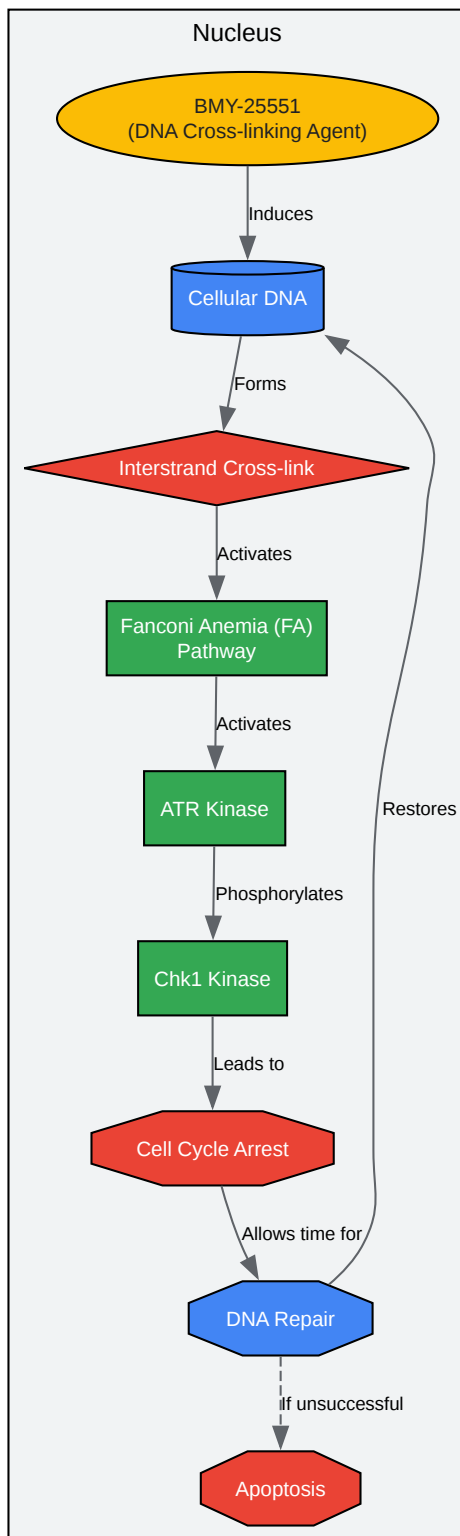 Nucleus
BMY-25551
(DNA Cross-linking Agent)
Induces
Cellular DNA
Forms
Interstrand Cross-link
Activates
Fanconi Anemia (FA)
Pathway
Activates
ATR Kinase
Restores
Phosphorylates
Chk1 Kinase
Leads to
Cell Cycle Arrest
Allows time for
DNA Repair
If unsuccessful
Apoptosis